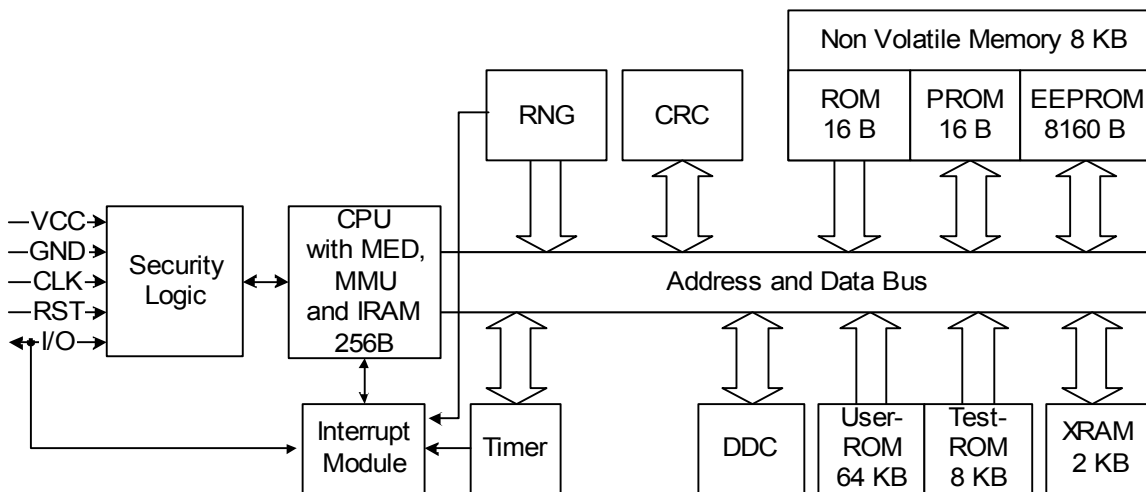 Non Volatile Memory 8 KB
RNG
CRC
ROM
16 B
PROM
16 B
EEPROM
8160 B
VCC
GND
CLK
RST
I/O
Security
Logic
CPU
with MED,
MMU
and IRAM
256B
Address and Data Bus
Interrupt
Module
Timer
DDC
User-
ROM
64 KB
Test-
ROM
8 KB
XRAM
2 KB